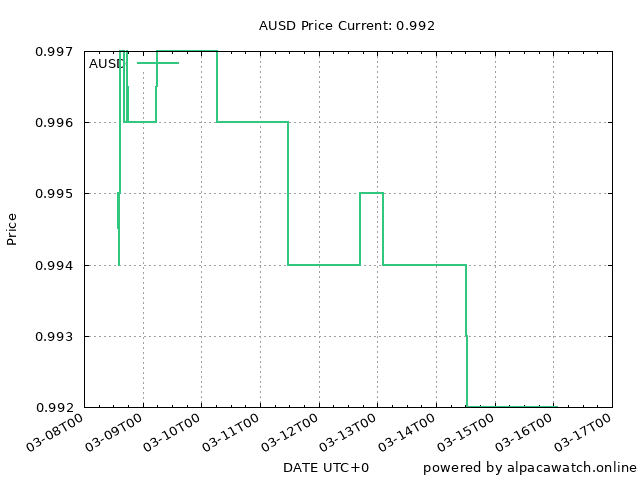 AUSD Price Current: 0.992
0.997
AUSD
0.996
0.995
Price
0.994
0.993
0.992
03-08T00
03-09T00
03-10T00
03-11T00
03-12T00
03-13T00
03-14T00
03-15T00
03-16T00
03-17T00
DATE UTC+0
powered by alpacawatch.online